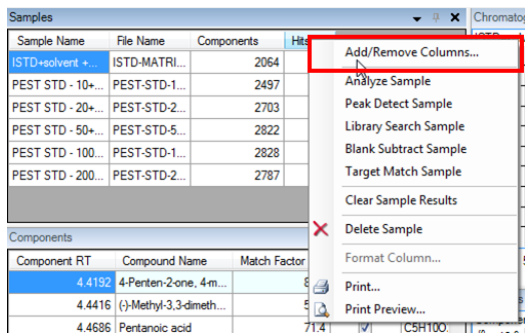 Samples
Chromatog
Sample Name File Name Components Hits
ISTD+solvent +... ISTD-MATRI... 2064
PEST STD - 10+... PEST-STD-1... 2497
PEST STD - 20+... PEST-STD-2... 2703
PEST STD - 50+... PEST-STD-5... 2822
PEST STD - 100... PEST-STD-1... 2828
PEST STD - 200... PEST-STD-2... 2787
Add/Remove Columns...
Analyze Sample
Peak Detect Sample
Library Search Sample
Blank Subtract Sample
Target Match Sample
Clear Sample Results
Delete Sample
Format Column...
Print...
Print Preview...
Components
Component RT Compound Name Match Factor
4.4192 4-Penten-2-one, 4-m...
4.4416 (-)-Methyl-3,3-dimeth...
4.4686 Pentanoic acid 71.4 C5H10O.